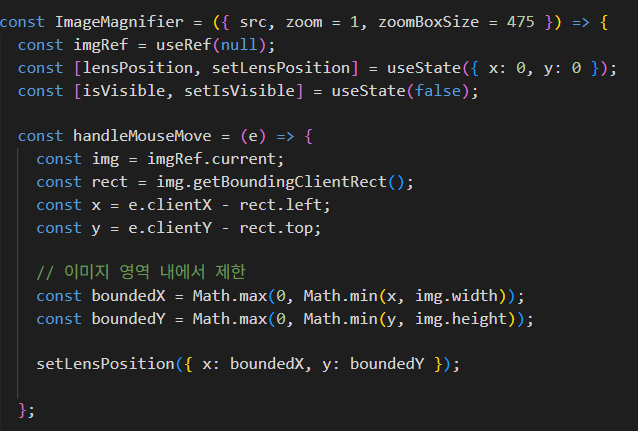 const ImageMagnifier = ({ src, zoom = 1, zoomBoxSize = 475 }) => {
const imgRef = useRef(null);
const [lensPosition, setLensPosition] = useState({ x: 0, y: 0 });
const [isVisible, setIsVisible] = useState(false);
const handleMouseMove = (e) => {
const img = imgRef.current;
const rect = img.getBoundingClientRect();
const x = e.clientX - rect.left;
const y = e.clientY - rect.top;
// 이미지 영역 내에서 제한
const boundedX = Math.max(0, Math.min(x, img.width));
const boundedY = Math.max(0, Math.min(y, img.height));
setLensPosition({ x: boundedX, y: boundedY });
};